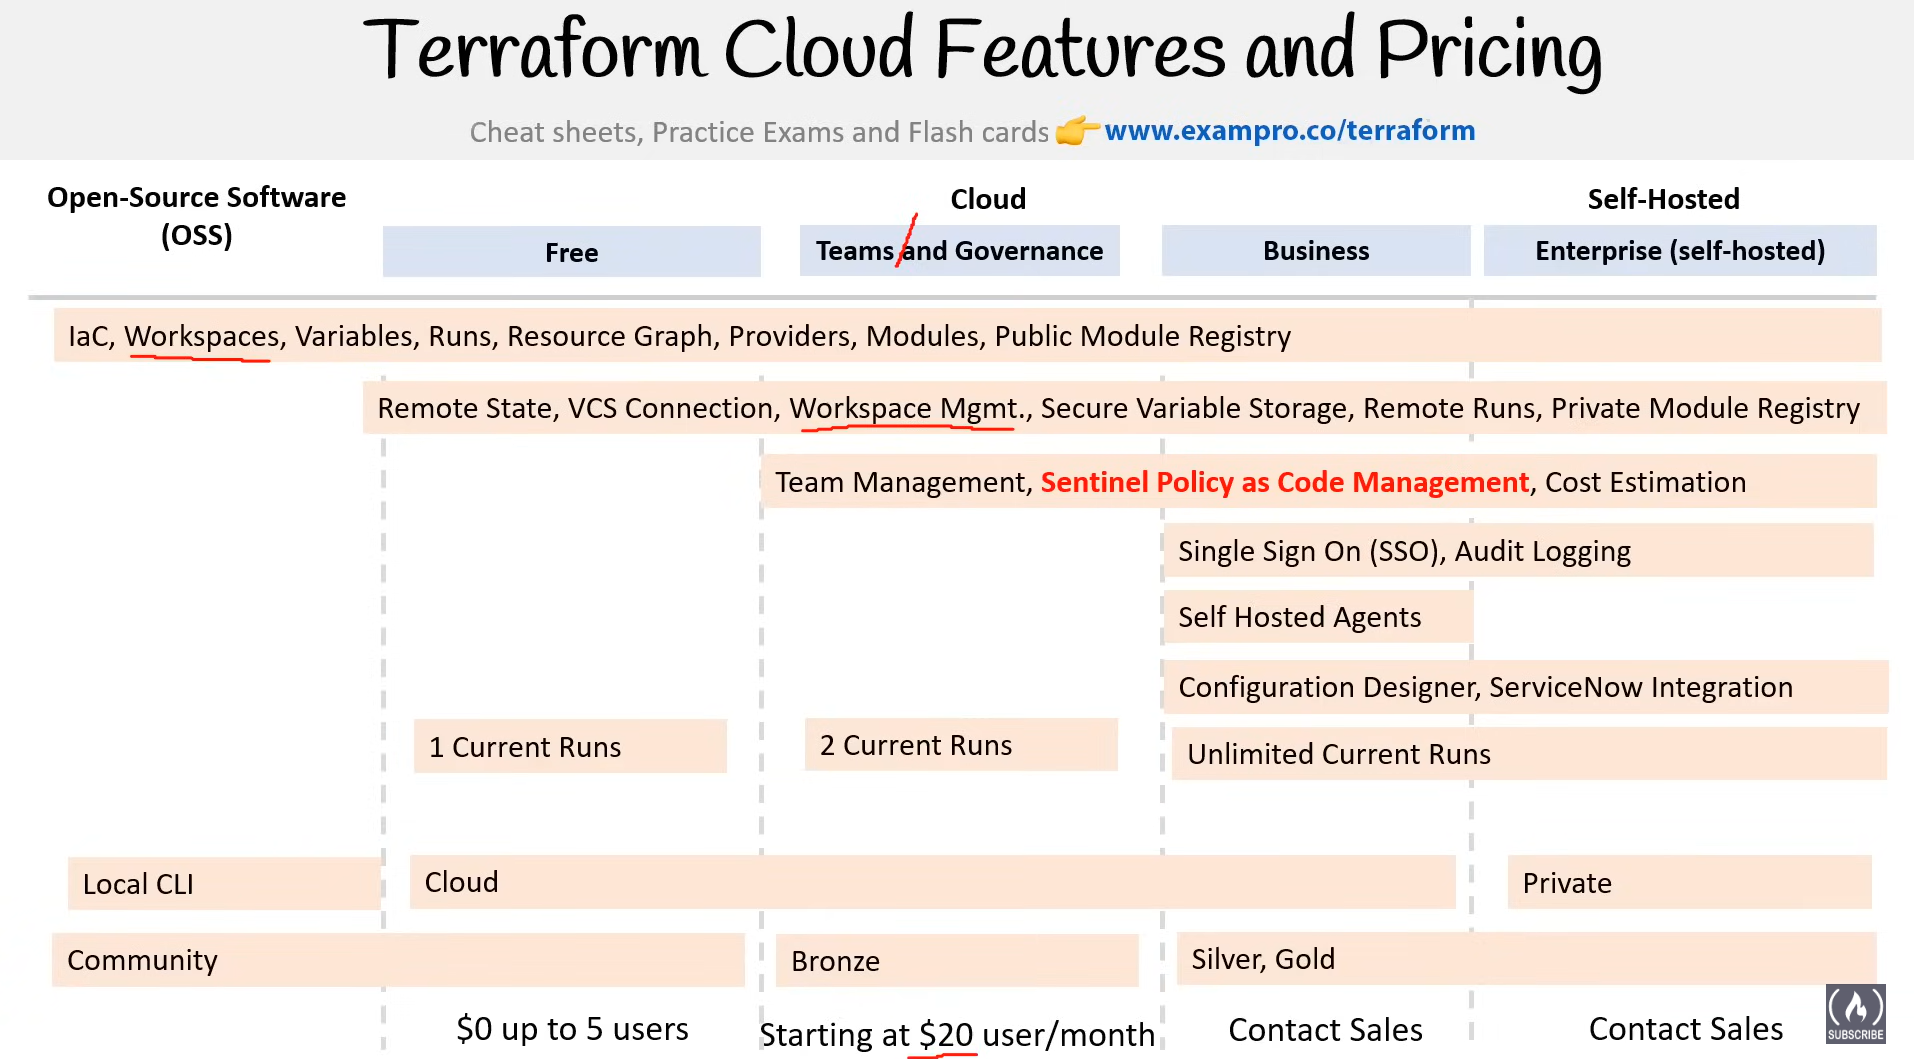 Terraform Cloud Features and Pricing
Cheat sheets, Practice Exams and Flash cards 👉 www.exampro.co/terraform
Open-Source Software
(OSS)
Cloud
Self-Hosted
Free
Teams and Governance
Business
Enterprise (self-hosted)
IaC, Workspaces, Variables, Runs, Resource Graph, Providers, Modules, Public Module Registry
Remote State, VCS Connection, Workspace Mgmt., Secure Variable Storage, Remote Runs, Private Module Registry
Team Management, Sentinel Policy as Code Management, Cost Estimation
Single Sign On (SSO), Audit Logging
Self Hosted Agents
Configuration Designer, ServiceNow Integration
1 Current Runs
2 Current Runs
Unlimited Current Runs
Local CLI
Cloud
Private
Community
Bronze
Silver, Gold
$0 up to 5 users
Starting at $20 user/month
Contact Sales
Contact Sales
SUBSCRIBE